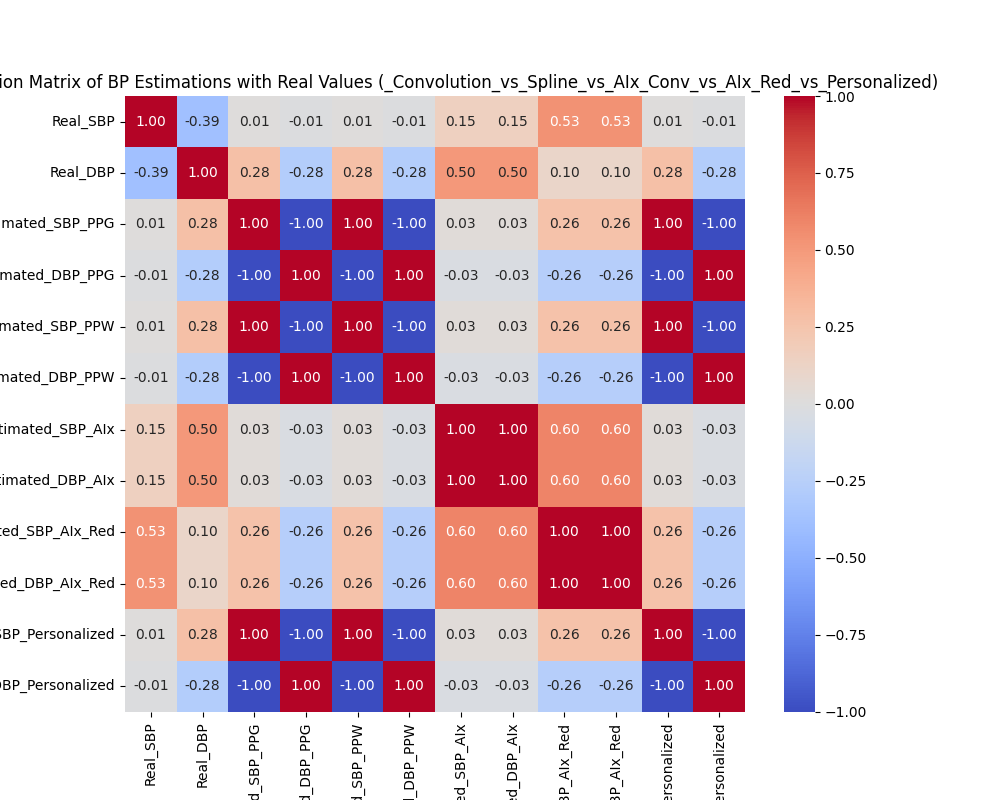 ion Matrix of BP Estimations with Real Values (_Convolution_vs_Spline_vs_AIx_Conv_vs_AIx_Red_vs_Personalized)
Real_SBP 1.00 -0.39 0.01 -0.01 0.01 -0.01 0.15 0.15 0.53 0.53 0.01 -0.01
Real_DBP -0.39 1.00 0.28 -0.28 0.28 -0.28 0.50 0.50 0.10 0.10 0.28 -0.28
mated_SBP_PPG 0.01 0.28 1.00 -1.00 1.00 -1.00 0.03 0.03 0.26 0.26 1.00 -1.00
mated_DBP_PPG -0.01 -0.28 -1.00 1.00 -1.00 1.00 -0.03 -0.03 -0.26 -0.26 -1.00 1.00
mated_SBP_PPW 0.01 0.28 1.00 -1.00 1.00 -1.00 0.03 0.03 0.26 0.26 1.00 -1.00
mated_DBP_PPW -0.01 -0.28 -1.00 1.00 -1.00 1.00 -0.03 -0.03 -0.26 -0.26 -1.00 1.00
timated_SBP_AIx 0.15 0.50 0.03 -0.03 0.03 -0.03 1.00 1.00 0.60 0.60 0.03 -0.03
timated_DBP_AIx 0.15 0.50 0.03 -0.03 0.03 -0.03 1.00 1.00 0.60 0.60 0.03 -0.03
ted_SBP_AIx_Red 0.53 0.10 0.26 -0.26 0.26 -0.26 0.60 0.60 1.00 1.00 0.26 -0.26
ed_DBP_AIx_Red 0.53 0.10 0.26 -0.26 0.26 -0.26 0.60 0.60 1.00 1.00 0.26 -0.26
SBP_Personalized 0.01 0.28 1.00 -1.00 1.00 -1.00 0.03 0.03 0.26 0.26 1.00 -1.00
DBP_Personalized -0.01 -0.28 -1.00 1.00 -1.00 1.00 -0.03 -0.03 -0.26 -0.26 -1.00 1.00
Real_SBP
Real_DBP
d_SBP_PPG
d_DBP_PPG
d_SBP_PPW
d_DBP_PPW
ed_SBP_AIx
ed_DBP_AIx
BP_AIx_Red
BP_AIx_Red
ersonalized
ersonalized
1.00
0.75
0.50
0.25
0.00
−0.25
−0.50
−0.75
−1.00